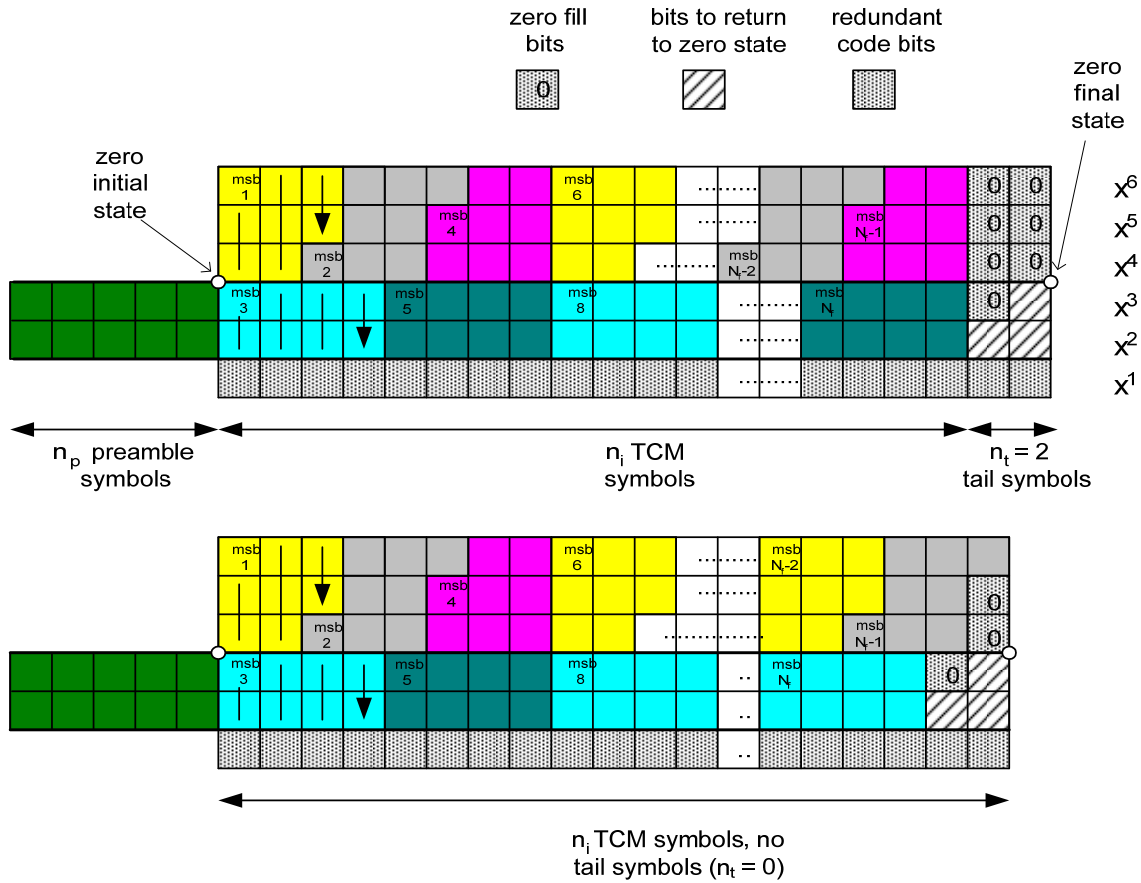 zero fill
bits
bits to return
to zero state
redundant
code bits
0
zero
final
state
zero
initial
state
msb
1
msb
6
.........
0 0
x⁶
msb
4
.........
msb
Nf-1
0 0
x⁵
msb
2
.........
msb
Nf-2
0 0
x⁴
msb
3
msb
5
msb
8
.........
msb
Nf
0
x³
.........
x²
.........
x¹
np preamble
symbols
ni TCM
symbols
nt = 2
tail symbols
msb
1
msb
6
.........
msb
Nf-2
msb
4
.........
0
msb
2
..............
msb
Nf-1
0
msb
3
msb
5
msb
8
..
msb
Nf
0
..
..
ni TCM symbols, no
tail symbols (nt = 0)